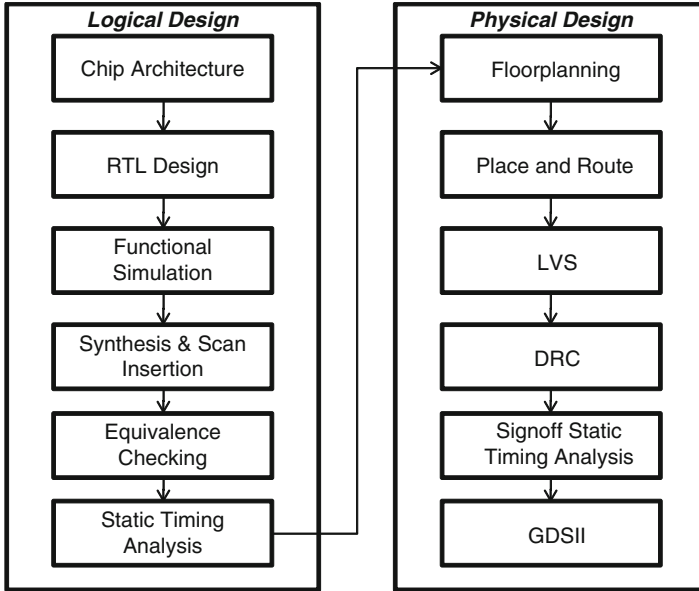 Logical Design
Chip Architecture
RTL Design
Functional
Simulation
Synthesis & Scan
Insertion
Equivalence
Checking
Static Timing
Analysis
Physical Design
Floorplanning
Place and Route
LVS
DRC
Signoff Static
Timing Analysis
GDSII